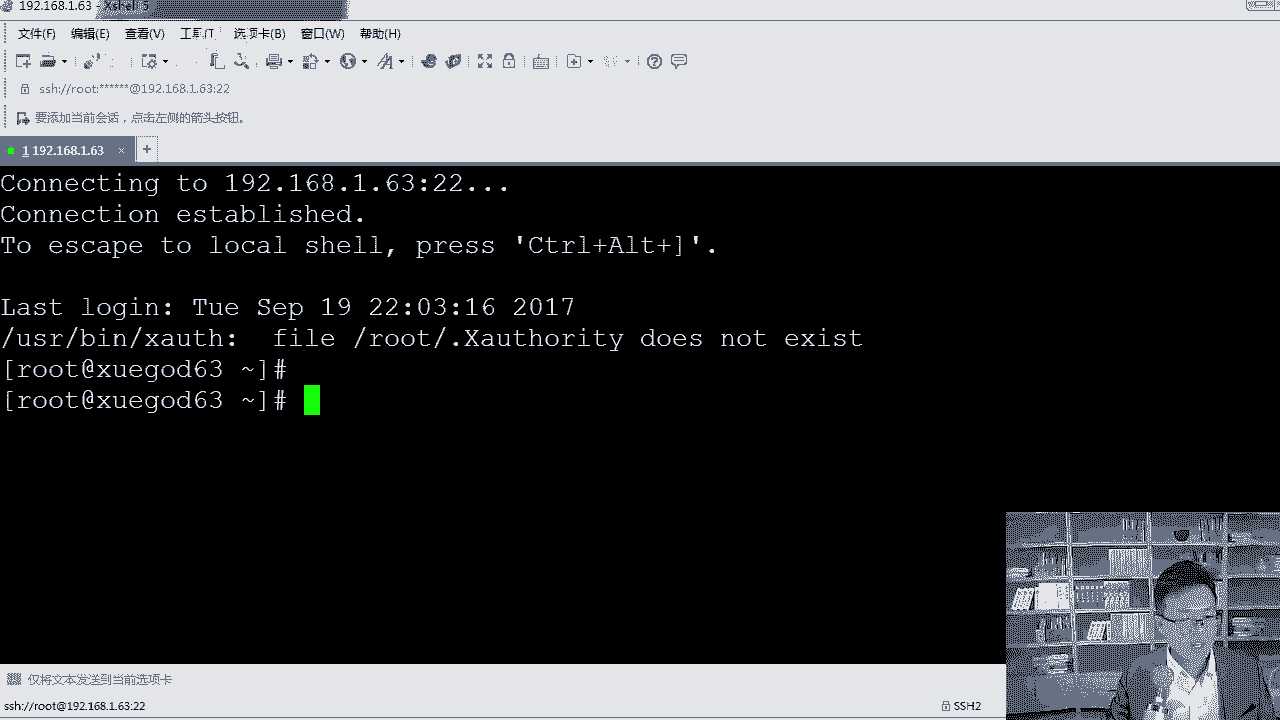 192.168.1.63 - Xshell 5
文件(F) 编辑(E) 查看(V) 工具(T) 选项卡(B) 窗口(W) 帮助(H)
ssh://root:******@192.168.1.63:22
要添加当前会话，点击左侧的箭头按钮。
1 192.168.1.63 × +
Connecting to 192.168.1.63:22...
Connection established.
To escape to local shell, press 'Ctrl+Alt+]'.
Last login: Tue Sep 19 22:03:16 2017
/usr/bin/xauth:  file /root/.Xauthority does not exist
[root@xuegod63 ~]#
[root@xuegod63 ~]#
仅将文本发送到当前选项卡
ssh://root@192.168.1.63:22 SSH2